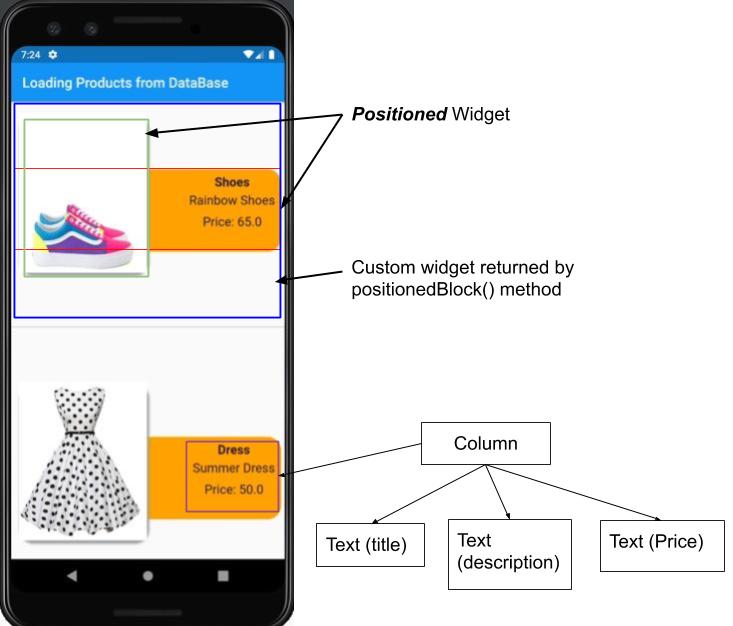 7:24
Loading Products from DataBase
Positioned Widget
Shoes
Rainbow Shoes
Price: 65.0
Custom widget returned by
positionedBlock() method
Dress
Summer Dress
Price: 50.0
Column
Text (title)
Text
(description)
Text (Price)